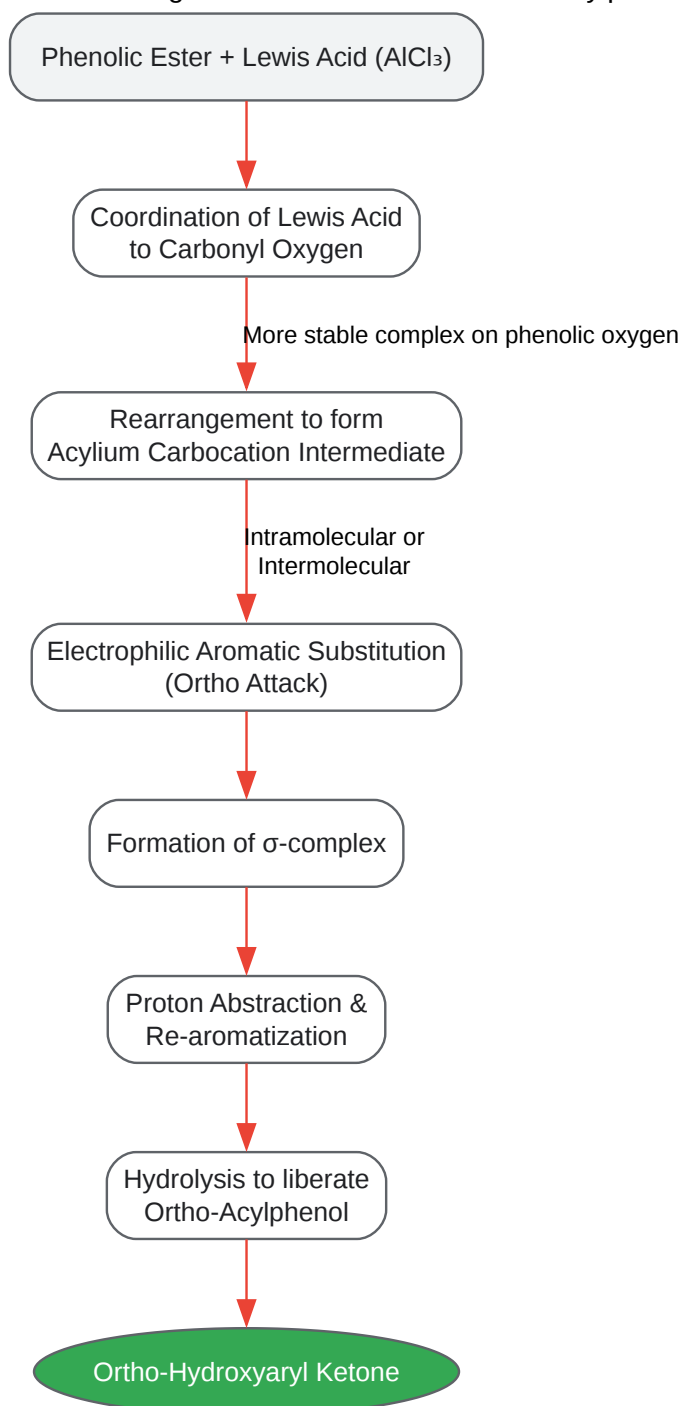 Phenolic Ester + Lewis Acid (AlCl₃)
Coordination of Lewis Acid
to Carbonyl Oxygen
More stable complex on phenolic oxygen
Rearrangement to form
Acylium Carbocation Intermediate
Intramolecular or
Intermolecular
Electrophilic Aromatic Substitution
(Ortho Attack)
Formation of σ-complex
Proton Abstraction &
Re-aromatization
Hydrolysis to liberate
Ortho-Acylphenol
Ortho-Hydroxyaryl Ketone